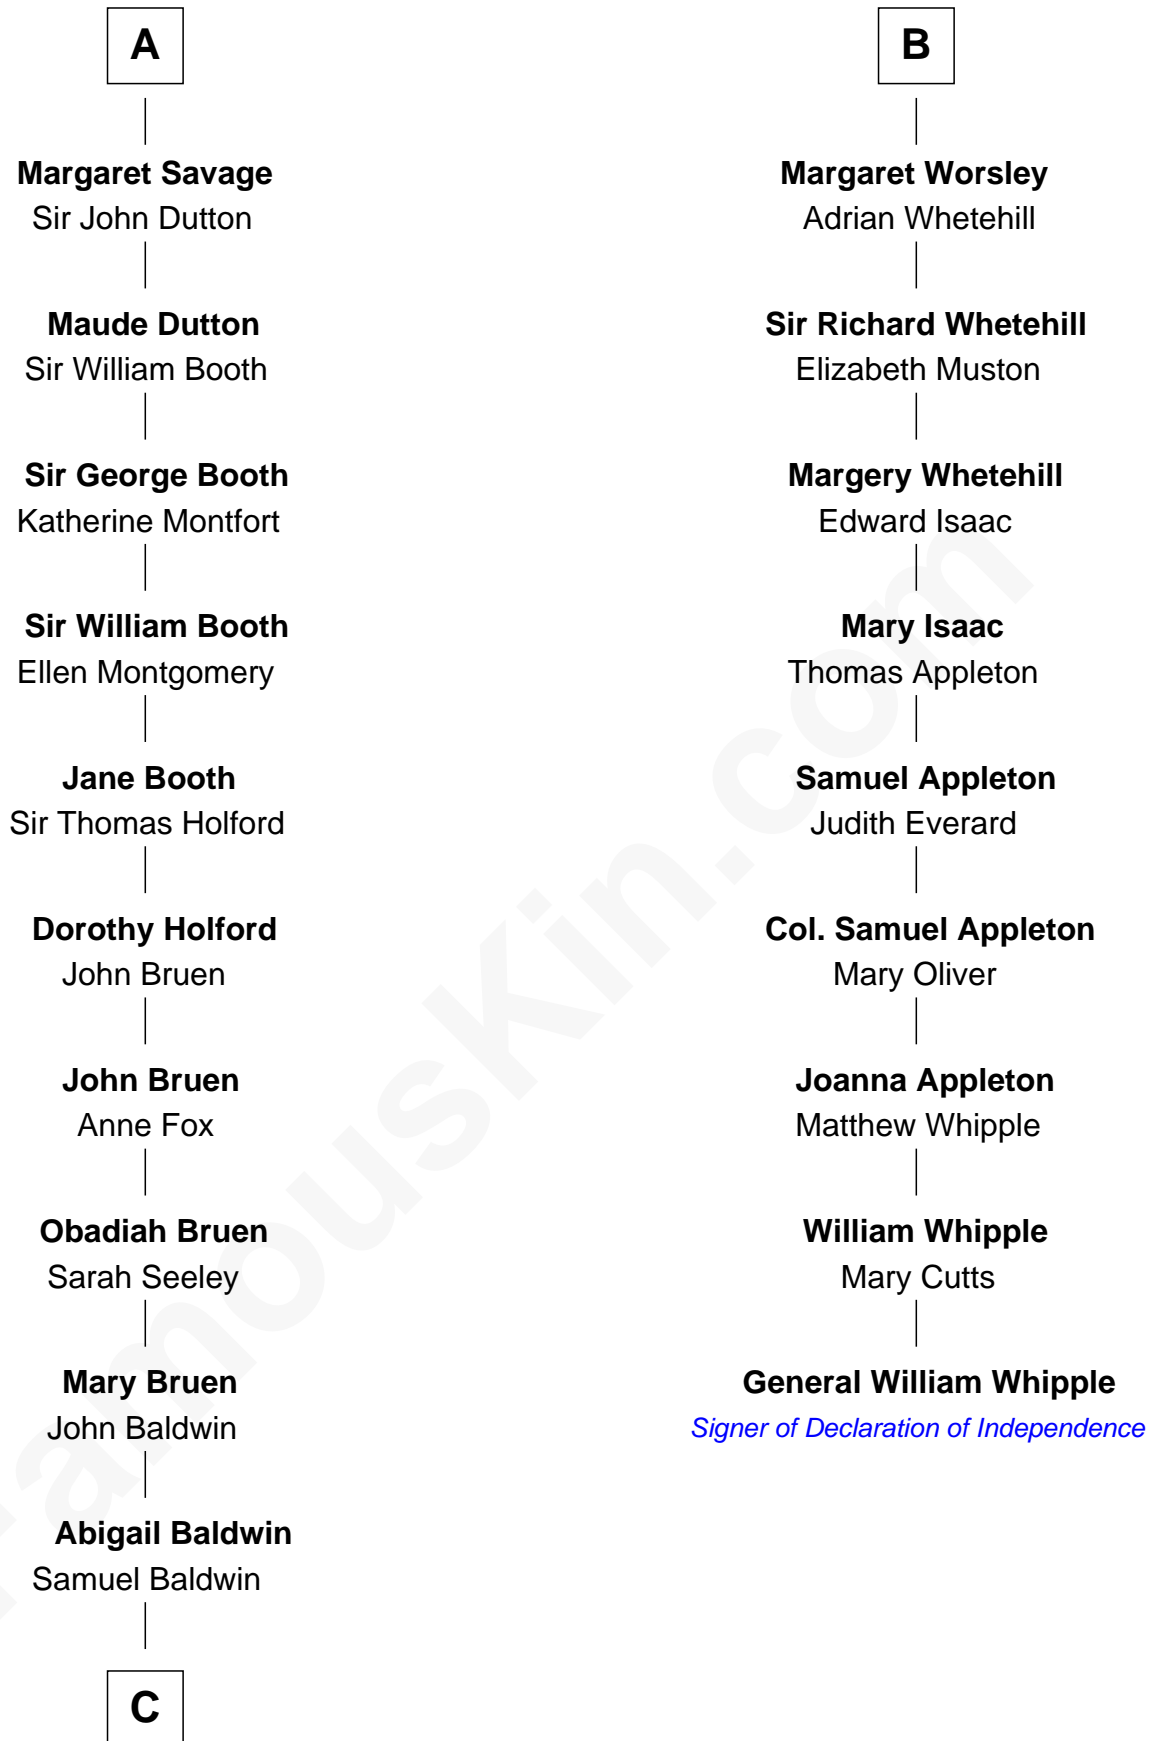 A
Margaret Savage
Sir John Dutton
Maude Dutton
Sir William Booth
Sir George Booth
Katherine Montfort
Sir William Booth
Ellen Montgomery
Jane Booth
Sir Thomas Holford
Dorothy Holford
John Bruen
John Bruen
Anne Fox
Obadiah Bruen
Sarah Seeley
Mary Bruen
John Baldwin
Abigail Baldwin
Samuel Baldwin
C
B
Margaret Worsley
Adrian Whetehill
Sir Richard Whetehill
Elizabeth Muston
Margery Whetehill
Edward Isaac
Mary Isaac
Thomas Appleton
Samuel Appleton
Judith Everard
Col. Samuel Appleton
Mary Oliver
Joanna Appleton
Matthew Whipple
William Whipple
Mary Cutts
General William Whipple
Signer of Declaration of Independence
FamousKin.com